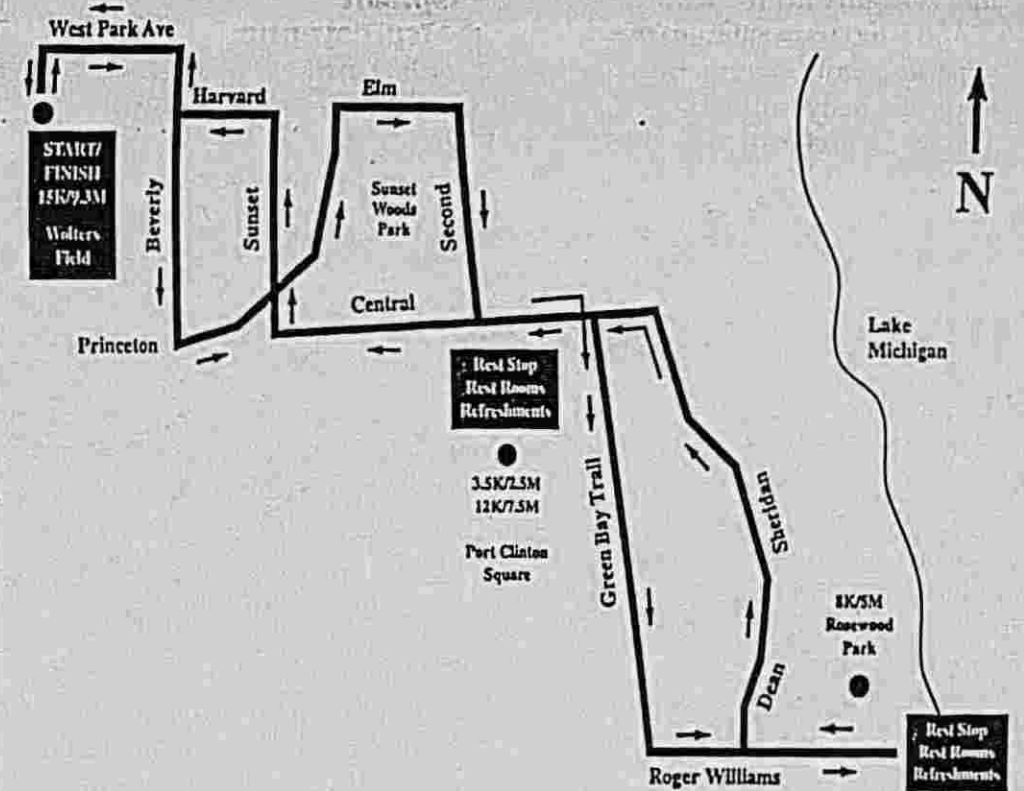 West Park Ave
Harvard
Elm
START/
FINISH
15K/9.3M
Wolters
Field
Beverly
Sunset
Sunset
Woods
Park
Second
N
Central
Princeton
Lake
Michigan
Rest Stop
Rest Rooms
Refreshments
3.5K/2.5M
12K/7.5M
Port Clinton
Square
Green Bay Trail
Sheridan
8K/5M
Rosewood
Park
Dean
Rest Stop
Rest Rooms
Refreshments
Roger Williams